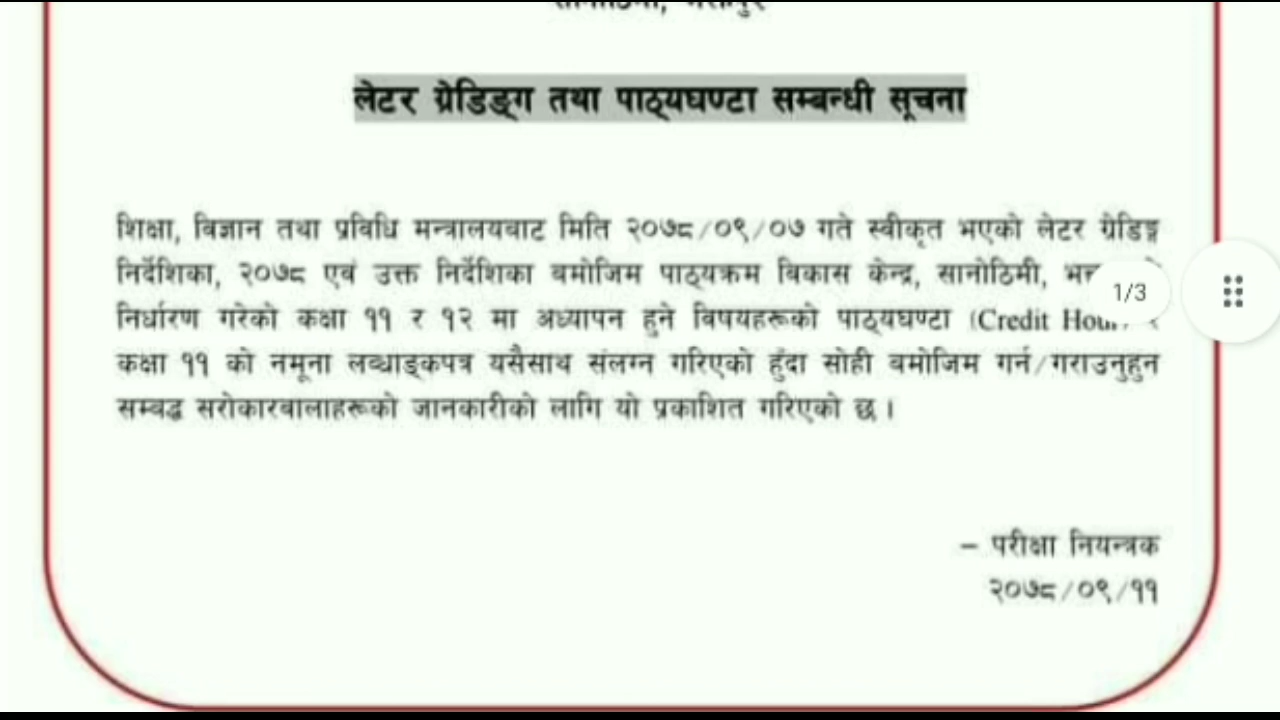 लेटर ग्रेडिङ्ग तथा पाठ्यघण्टा सम्बन्धी सूचना
शिक्षा, विज्ञान तथा प्रविधि मन्त्रालयबाट मिति २०७८/०९/०७ गते स्वीकृत भएको लेटर ग्रेडिङ्ग
निर्देशिका, २०७८ एवं उक्त निर्देशिका बमोजिम पाठ्यक्रम विकास केन्द्र, सानोठिमी,
1/3
निर्धारण गरेको कक्षा ११ र १२ मा अध्यापन हुने विषयहरूको पाठ्यघण्टा (Credit
कक्षा ११ को नमूना लब्धाङ्कपत्र यसैसाथ संलग्न गरिएको हुँदा सोही बमोजिम गर्न/गराउनुहुन
सम्बद्ध सरोकारवालाहरूको जानकारीको लागि यो प्रकाशित गरिएको छ ।
– परीक्षा नियन्त्रक
२०७८/०९/११